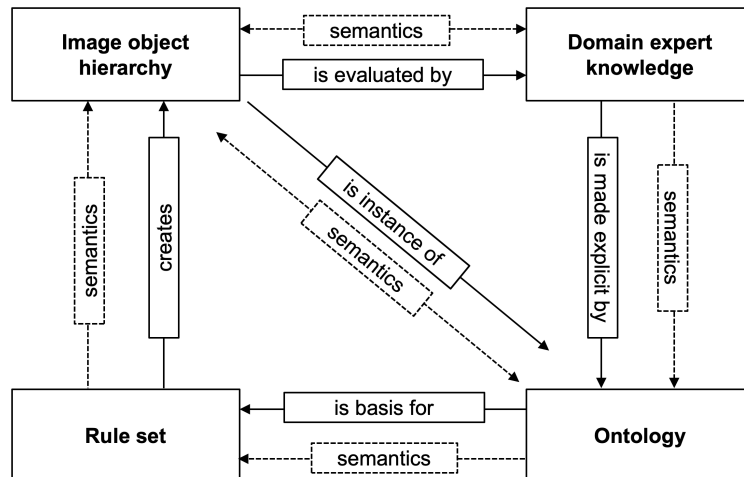 Image object
hierarchy
semantics
is evaluated by
Domain expert
knowledge
semantics
creates
is instance of
semantics
is made explicit by
semantics
Rule set
is basis for
semantics
Ontology